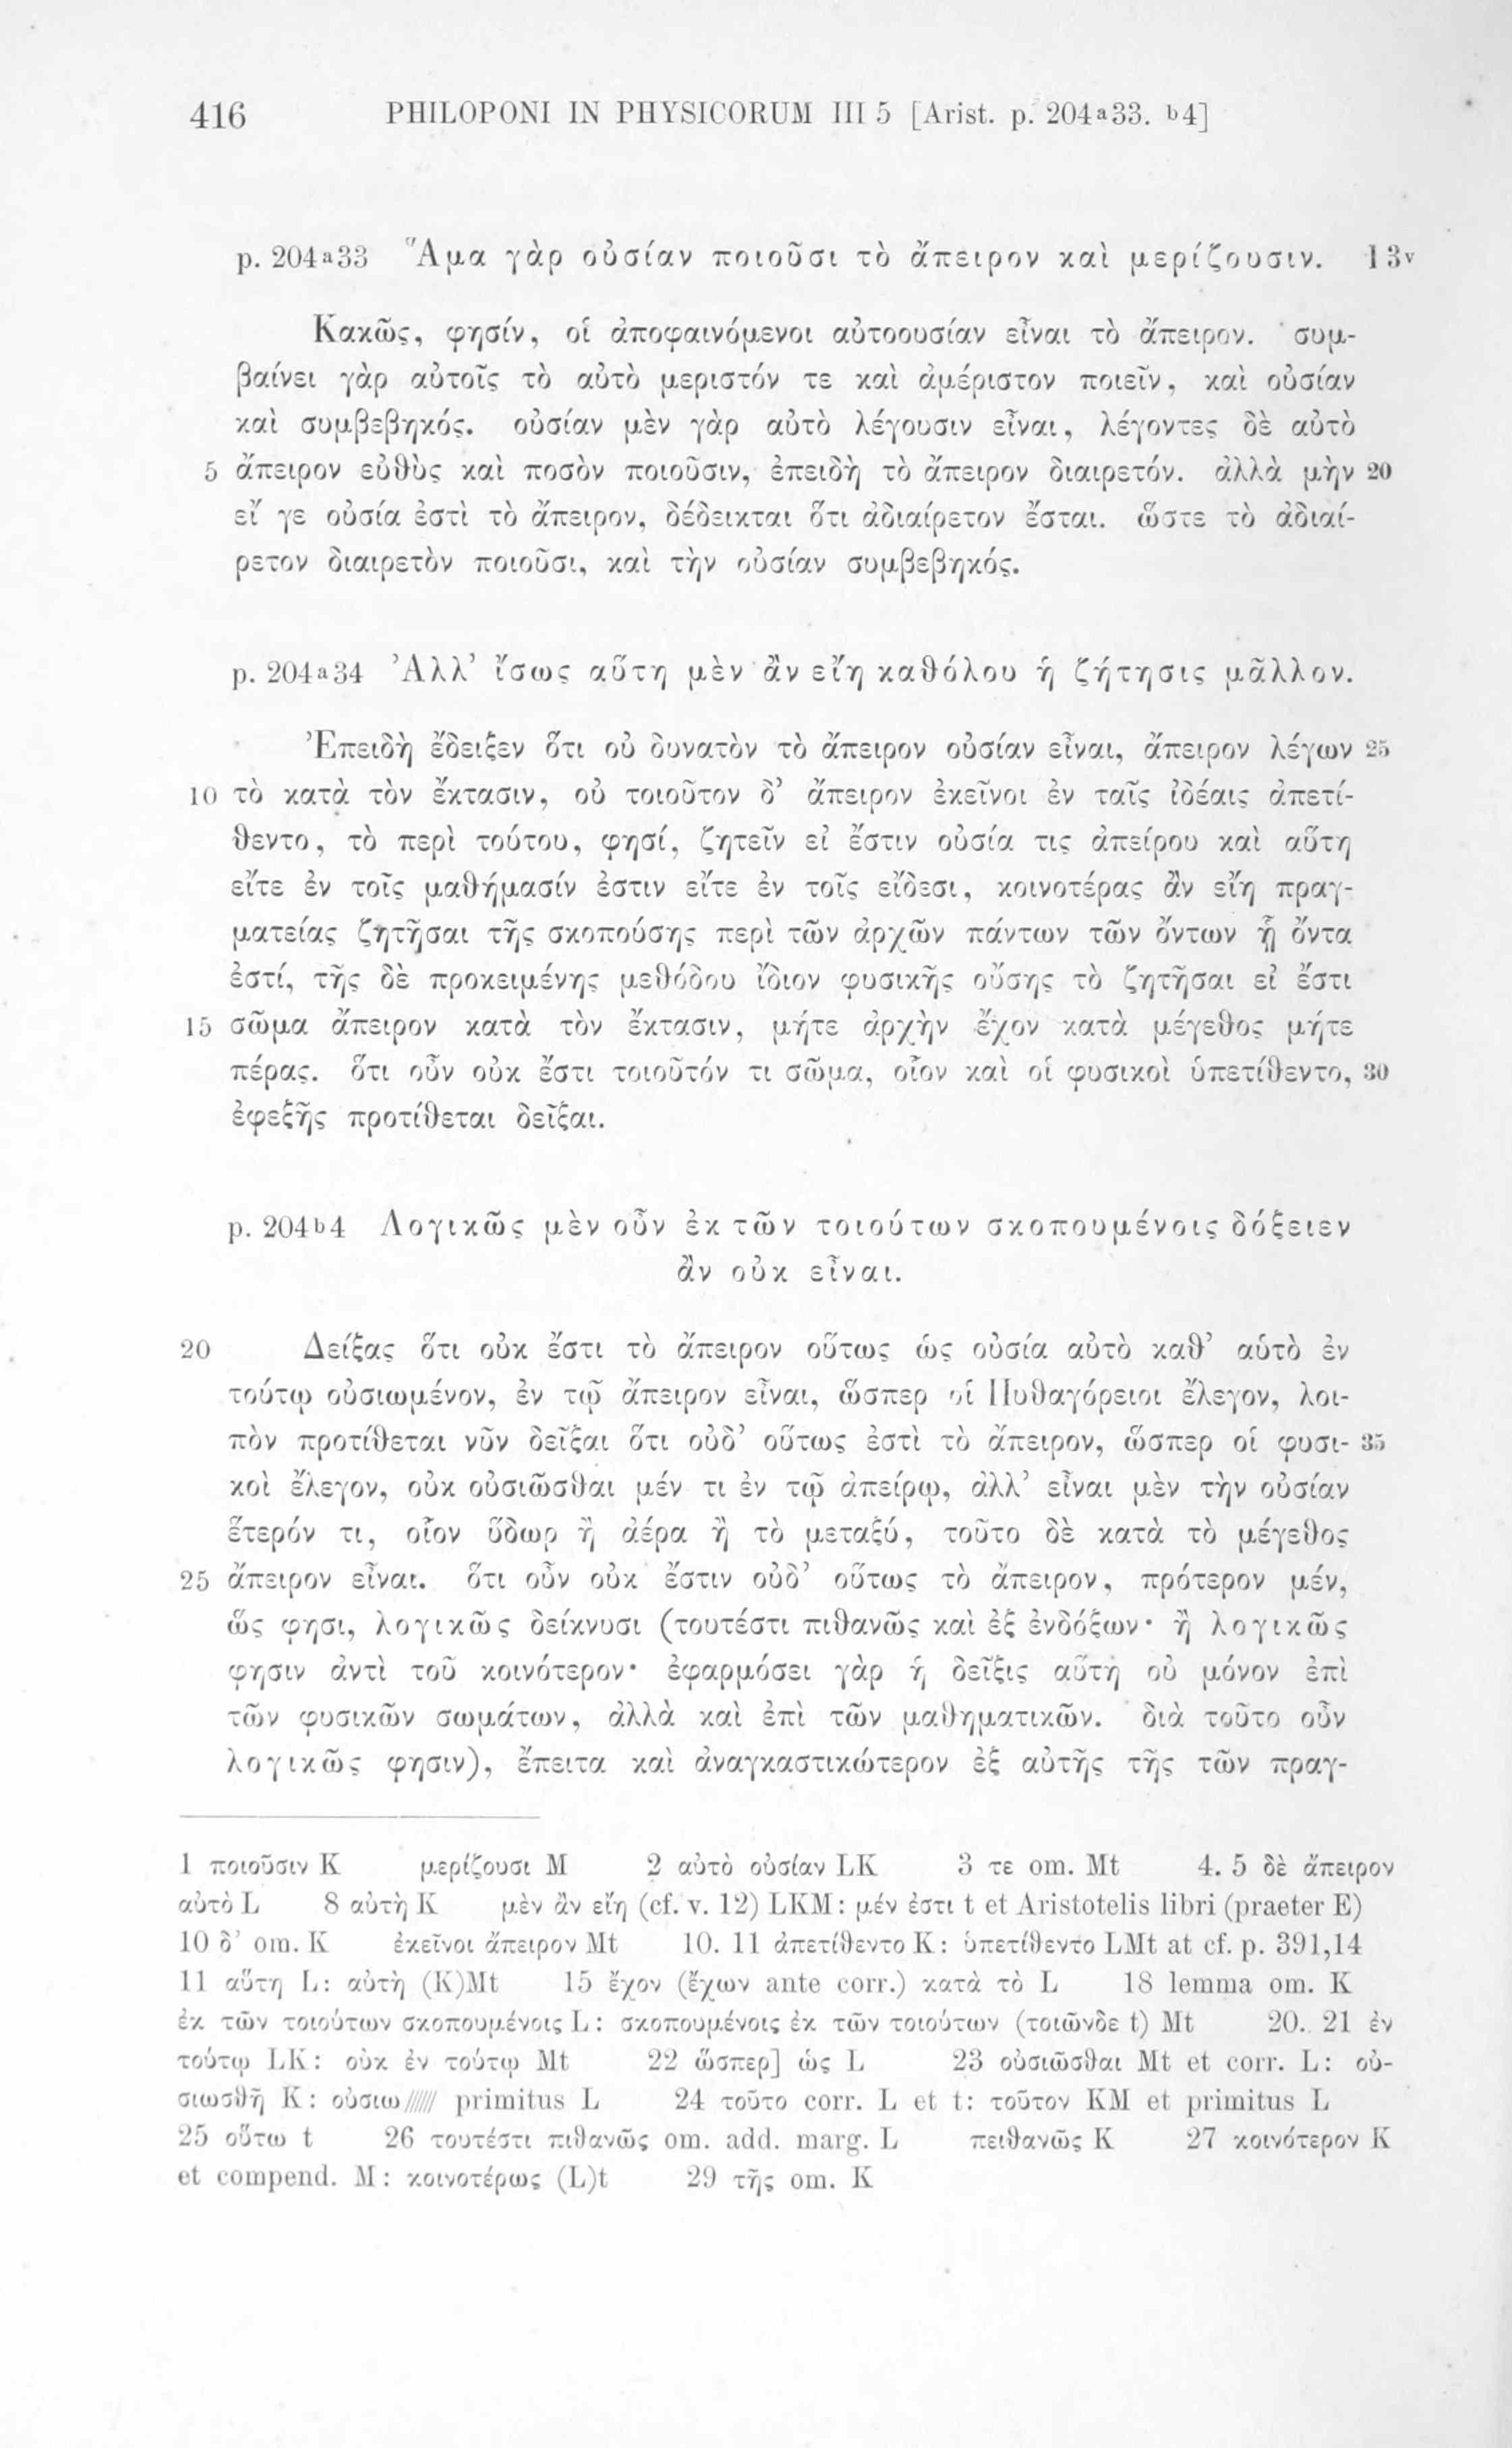 416 PHILOPONI IN PHYSICORUM III 5 [Arist. p. 204ᵃ33. ᵇ4]
p. 204ᵃ33 Ἅμα γὰρ οὐσίαν ποιοῦσι τὸ ἄπειρον καὶ μερίζουσιν. 13ᵛ
Κακῶς, φησίν, οἱ ἀποφαινόμενοι αὐτοουσίαν εἶναι τὸ ἄπειρον. συμ-
βαίνει γὰρ αὐτοῖς τὸ αὐτὸ μεριστόν τε καὶ ἀμέριστον ποιεῖν, καὶ οὐσίαν
καὶ συμβεβηκός. οὐσίαν μὲν γὰρ αὐτὸ λέγουσιν εἶναι, λέγοντες δὲ αὐτὸ
5 ἄπειρον εὐθὺς καὶ ποσὸν ποιοῦσιν, ἐπειδὴ τὸ ἄπειρον διαιρετόν. ἀλλὰ μὴν 20
εἴ γε οὐσία ἐστὶ τὸ ἄπειρον, δέδεικται ὅτι ἀδιαίρετον ἔσται. ὥστε τὸ ἀδιαί-
ρετον διαιρετὸν ποιοῦσι, καὶ τὴν οὐσίαν συμβεβηκός.
p. 204ᵃ34 Ἀλλ’ ἴσως αὕτη μὲν ἂν εἴη καθόλου ἡ ζήτησις μᾶλλον.
Ἐπειδὴ ἔδειξεν ὅτι οὐ δυνατὸν τὸ ἄπειρον οὐσίαν εἶναι, ἄπειρον λέγων 25
10 τὸ κατὰ τὸν ἔκτασιν, οὐ τοιοῦτον δ’ ἄπειρον ἐκεῖνοι ἐν ταῖς ἰδέαις ἀπετί-
θεντο, τὸ περὶ τούτου, φησί, ζητεῖν εἰ ἔστιν οὐσία τις ἀπείρου καὶ αὕτη
εἴτε ἐν τοῖς μαθήμασίν ἐστιν εἴτε ἐν τοῖς εἴδεσι, κοινοτέρας ἂν εἴη πραγ-
ματείας ζητῆσαι τῆς σκοπούσης περὶ τῶν ἀρχῶν πάντων τῶν ὄντων ᾗ ὄντα
ἐστί, τῆς δὲ προκειμένης μεθόδου ἴδιον φυσικῆς οὔσης τὸ ζητῆσαι εἰ ἔστι
15 σῶμα ἄπειρον κατὰ τὸν ἔκτασιν, μήτε ἀρχὴν ἔχον κατὰ μέγεθος μήτε
πέρας. ὅτι οὖν οὐκ ἔστι τοιοῦτόν τι σῶμα, οἷον καὶ οἱ φυσικοὶ ὑπετίθεντο, 30
ἐφεξῆς προτίθεται δεῖξαι.
p. 204ᵇ4 Λογικῶς μὲν οὖν ἐκ τῶν τοιούτων σκοπουμένοις δόξειεν
ἂν οὐκ εἶναι.
20 Δείξας ὅτι οὐκ ἔστι τὸ ἄπειρον οὕτως ὡς οὐσία αὐτὸ καθ’ αὑτὸ ἐν
τούτῳ οὐσιωμένον, ἐν τῷ ἄπειρον εἶναι, ὥσπερ οἱ Πυθαγόρειοι ἔλεγον, λοι-
πὸν προτίθεται νῦν δεῖξαι ὅτι οὐδ’ οὕτως ἐστὶ τὸ ἄπειρον, ὥσπερ οἱ φυσι- 35
κοὶ ἔλεγον, οὐκ οὐσιῶσθαι μέν τι ἐν τῷ ἀπείρῳ, ἀλλ’ εἶναι μὲν τὴν οὐσίαν
ἕτερόν τι, οἷον ὕδωρ ἢ ἀέρα ἢ τὸ μεταξύ, τοῦτο δὲ κατὰ τὸ μέγεθος
25 ἄπειρον εἶναι. ὅτι οὖν οὐκ ἔστιν οὐδ’ οὕτως τὸ ἄπειρον, πρότερον μέν,
ὥς φησι, λογικῶς δείκνυσι (τουτέστι πιθανῶς καὶ ἐξ ἐνδόξων· ἢ λογικῶς
φησιν ἀντὶ τοῦ κοινότερον· ἐφαρμόσει γὰρ ἡ δεῖξις αὕτη οὐ μόνον ἐπὶ
τῶν φυσικῶν σωμάτων, ἀλλὰ καὶ ἐπὶ τῶν μαθηματικῶν. διὰ τοῦτο οὖν
λογικῶς φησιν), ἔπειτα καὶ ἀναγκαστικώτερον ἐξ αὐτῆς τῆς τῶν πραγ-
1 ποιοῦσιν K μερίζουσι M 2 αὐτὸ οὐσίαν LK 3 τε om. Mt 4. 5 δὲ ἄπειρον
αὐτὸ L 8 αὐτὴ K μὲν ἂν εἴη (cf. v. 12) LKM: μέν ἐστι t et Aristotelis libri (praeter E)
10 δ’ om. K ἐκεῖνοι ἄπειρον Mt 10. 11 ἀπετίθεντο K: ὑπετίθεντο LMt at cf. p. 391,14
11 αὕτη L: αὐτὴ (K)Mt 15 ἔχον (ἔχων ante corr.) κατὰ τὸ L 18 lemma om. K
ἐκ τῶν τοιούτων σκοπουμένοις L: σκοπουμένοις ἐκ τῶν τοιούτων (τοιῶνδε t) Mt 20. 21 ἐν
τούτῳ LK: οὐκ ἐν τούτῳ Mt 22 ὥσπερ] ὡς L 23 οὐσιῶσθαι Mt et corr. L: οὐ-
σιωσθῇ K: οὐσιω////// primitus L 24 τοῦτο corr. L et t: τοῦτον KM et primitus L
25 οὕτω t 26 τουτέστι πιθανῶς om. add. marg. L πειθανῶς K 27 κοινότερον K
et compend. M: κοινοτέρως (L)t 29 τῆς om. K